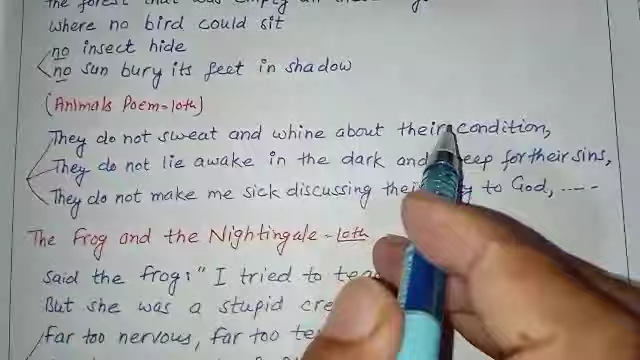 the forest that was empty all these
where no bird could sit
no insect hide
no sun bury its feet in shadow
(Animals Poem-10th)
They do not sweat and whine about their condition,
They do not lie awake in the dark and eep for their sins,
They do not make me sick discussing their y to God, .....
The Frog and the Nightingale - 10th
Said the frog: "I tried to tea
But she was a stupid cre
far too nervous, far too te